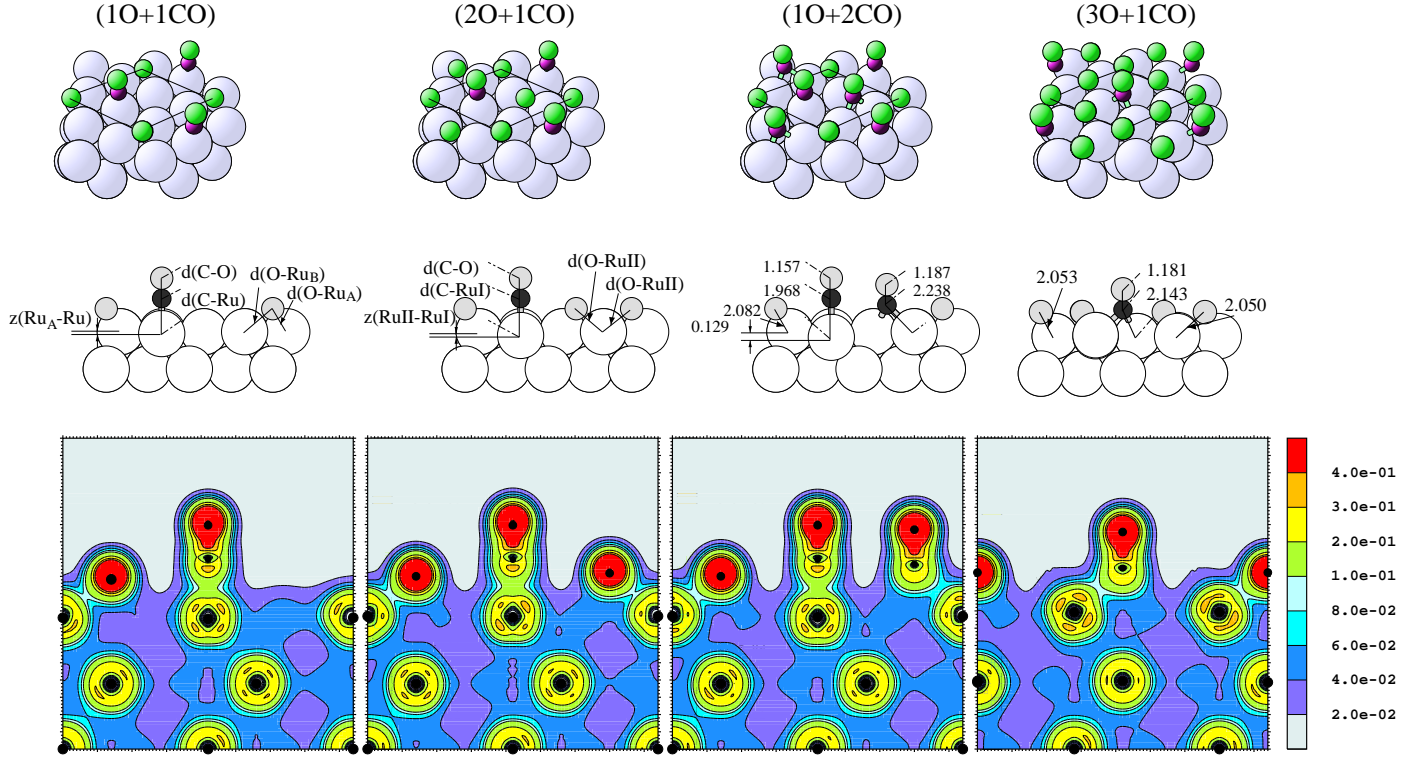 (1O+1CO) (2O+1CO) (1O+2CO) (3O+1CO)
d(C-O)
d(C-Ru)
d(O-RuB)
d(O-RuA)
z(RuA-Ru)
d(C-O)
d(C-RuI)
d(O-RuII)
d(O-RuII)
z(RuII-RuI)
1.157
1.968
2.082
0.129
1.187
2.238
2.053
1.181
2.143
2.050
4.0e-01
3.0e-01
2.0e-01
1.0e-01
8.0e-02
6.0e-02
4.0e-02
2.0e-02